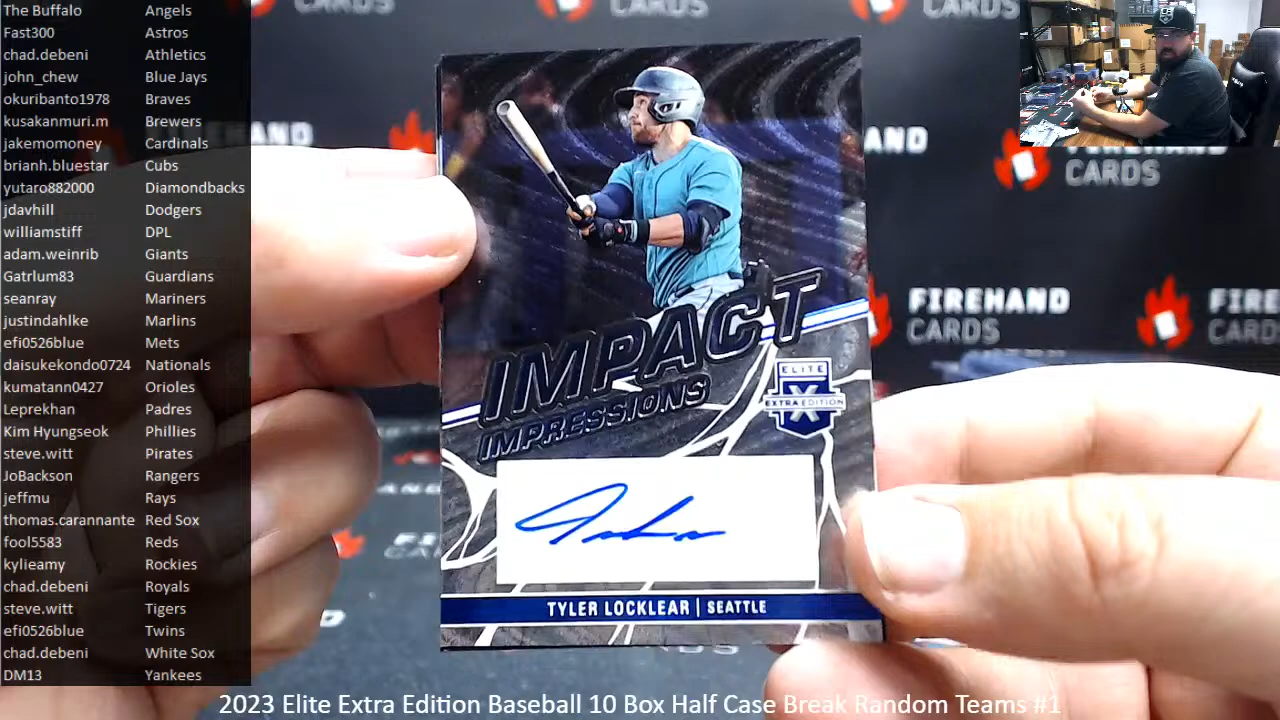 The Buffalo Angels
Fast300 Astros
chad.debeni Athletics
john_chew Blue Jays
okuribanto1978 Braves
kusakanmuri.m Brewers
jakemomoney Cardinals
brianh.bluestar Cubs
yutaro882000 Diamondbacks
jdavhill Dodgers
williamstiff DPL
adam.weinrib Giants
Gatrlum83 Guardians
seanray Mariners
justindahlke Marlins
efi0526blue Mets
daisukekondo0724 Nationals
kumatann0427 Orioles
Leprekhan Padres
Kim Hyungseok Phillies
steve.witt Pirates
JoBackson Rangers
jeffmu Rays
thomas.carannante Red Sox
fool5583 Reds
kylieamy Rockies
chad.debeni Royals
steve.witt Tigers
efi0526blue Twins
chad.debeni White Sox
DM13 Yankees
CARDS
CARDS
CARDS
CARDS
FIREHAND
CARDS
IMPACT
IMPRESSIONS
ELITE
EXTRA EDITION
TYLER LOCKLEAR | SEATTLE
2023 Elite Extra Edition Baseball 10 Box Half Case Break Random Teams #1